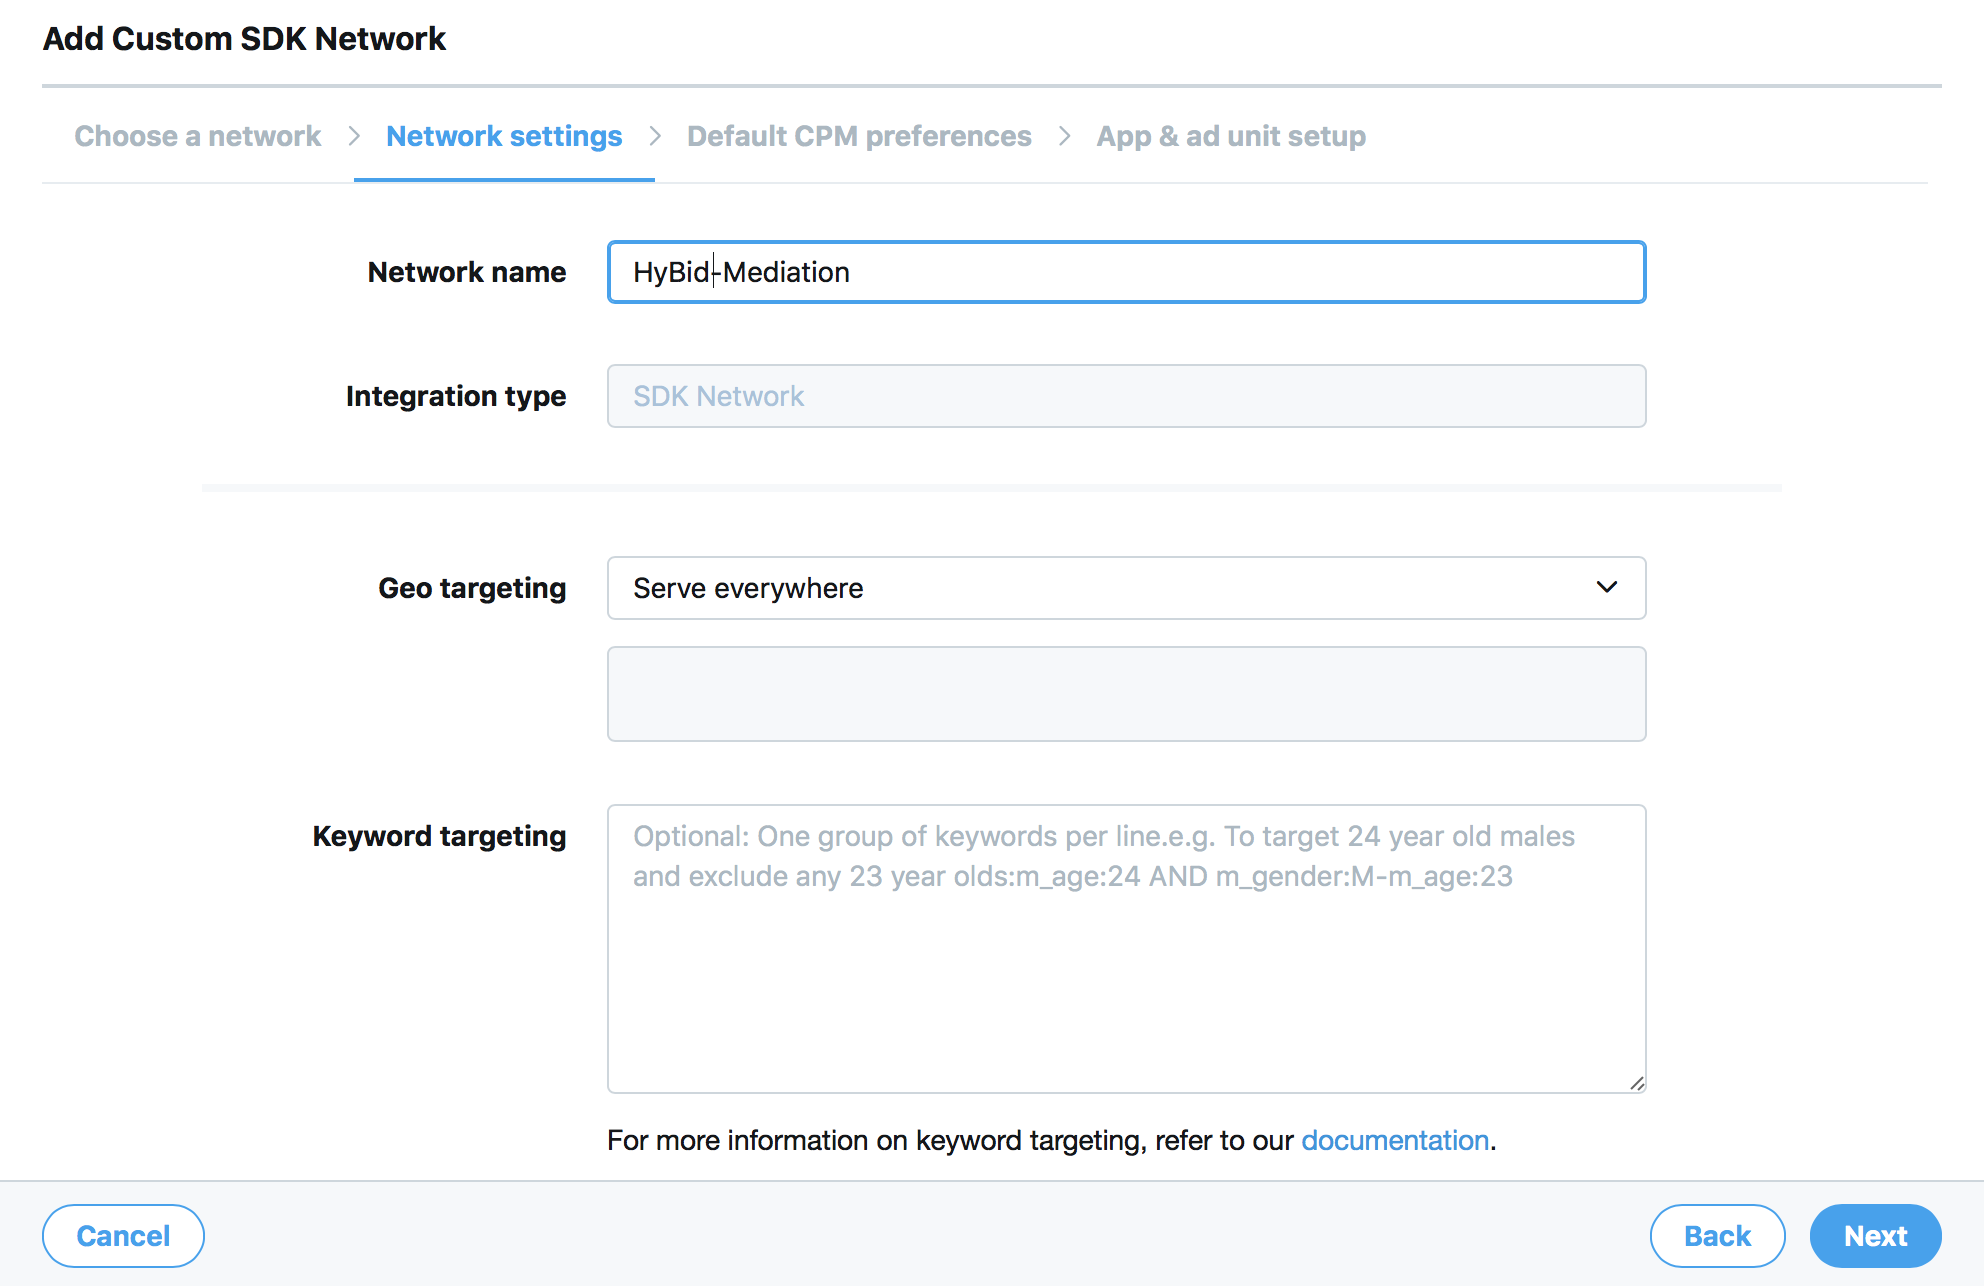 Add Custom SDK Network
Choose a network > Network settings > Default CPM preferences > App & ad unit setup
Network name HyBid-Mediation
Integration type SDK Network
Geo targeting Serve everywhere
Keyword targeting Optional: One group of keywords per line.e.g. To target 24 year old males
and exclude any 23 year olds:m_age:24 AND m_gender:M-m_age:23
For more information on keyword targeting, refer to our documentation.
Cancel Back Next